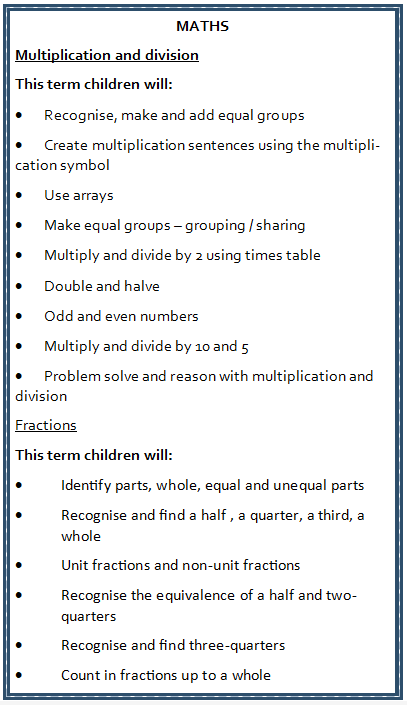 MATHS
Multiplication and division
This term children will:
• Recognise, make and add equal groups
• Create multiplication sentences using the multipli-
cation symbol
• Use arrays
• Make equal groups – grouping / sharing
• Multiply and divide by 2 using times table
• Double and halve
• Odd and even numbers
• Multiply and divide by 10 and 5
• Problem solve and reason with multiplication and
division
Fractions
This term children will:
• Identify parts, whole, equal and unequal parts
• Recognise and find a half , a quarter, a third, a
whole
• Unit fractions and non-unit fractions
• Recognise the equivalence of a half and two-
quarters
• Recognise and find three-quarters
• Count in fractions up to a whole